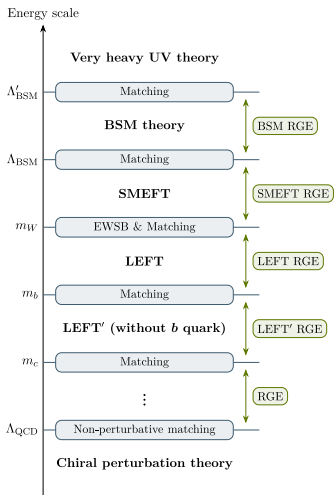 Energy scale
Very heavy UV theory
Λ′BSM Matching
BSM theory
BSM RGE
ΛBSM Matching
SMEFT
SMEFT RGE
mW EWSB & Matching
LEFT
LEFT RGE
mb Matching
LEFT′ (without b quark)
LEFT′ RGE
mc Matching
⋮
RGE
ΛQCD Non-perturbative matching
Chiral perturbation theory